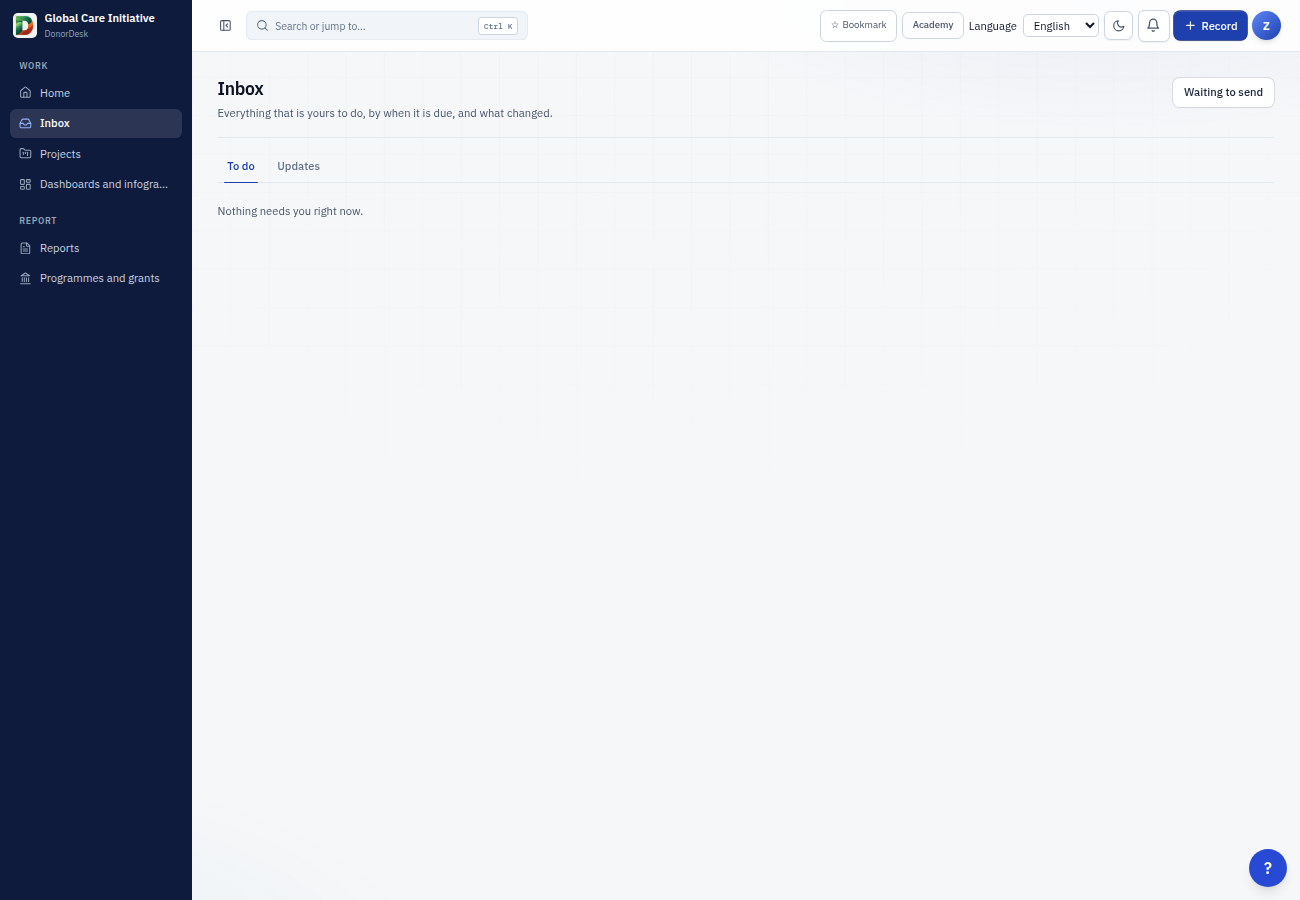 Global Care Initiative
DonorDesk
WORK
Home
Inbox
Projects
Dashboards and infogra...
REPORT
Reports
Programmes and grants
Search or jump to...
Ctrl K
☆ Bookmark
Academy
Language
English
+ Record
Z
Inbox
Everything that is yours to do, by when it is due, and what changed.
Waiting to send
To do
Updates
Nothing needs you right now.
?